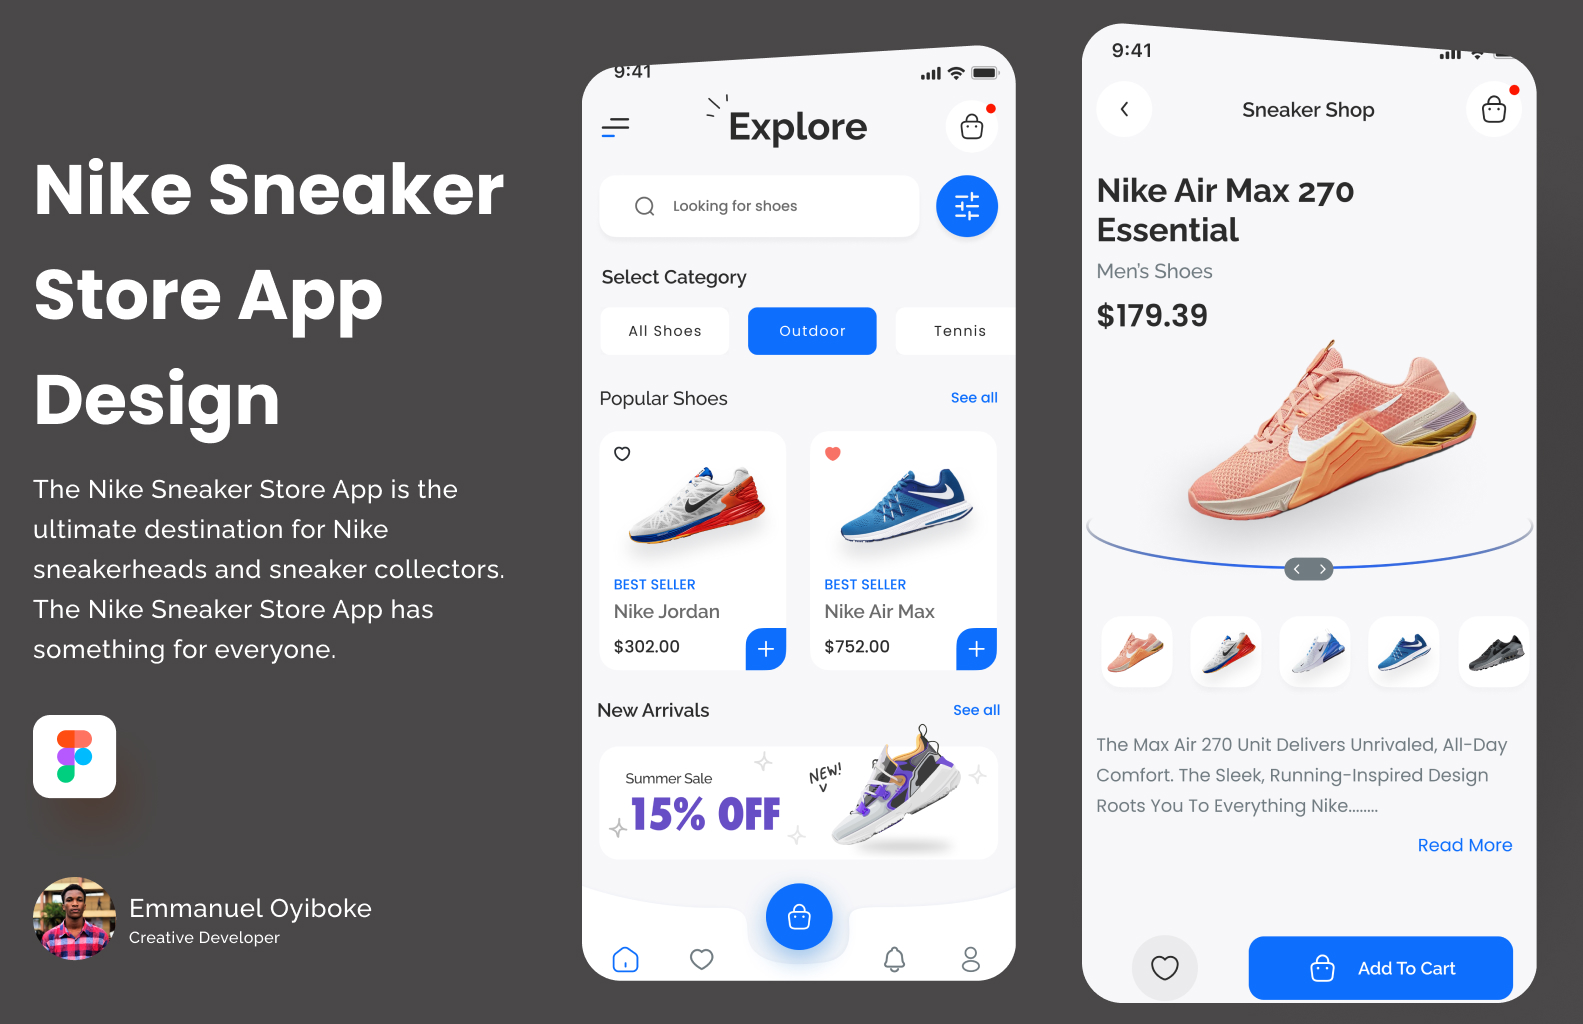 Nike Sneaker
Store App
Design
The Nike Sneaker Store App is the
ultimate destination for Nike
sneakerheads and sneaker collectors.
The Nike Sneaker Store App has
something for everyone.
Emmanuel Oyiboke
Creative Developer
9:41
Explore
Looking for shoes
Select Category
All Shoes
Outdoor
Tennis
Popular Shoes
See all
BEST SELLER
Nike Jordan
$302.00
BEST SELLER
Nike Air Max
$752.00
New Arrivals
See all
Summer Sale
15% OFF
NEW!
9:41
Sneaker Shop
Nike Air Max 270
Essential
Men's Shoes
$179.39
The Max Air 270 Unit Delivers Unrivaled, All-Day
Comfort. The Sleek, Running-Inspired Design
Roots You To Everything Nike........
Read More
Add To Cart